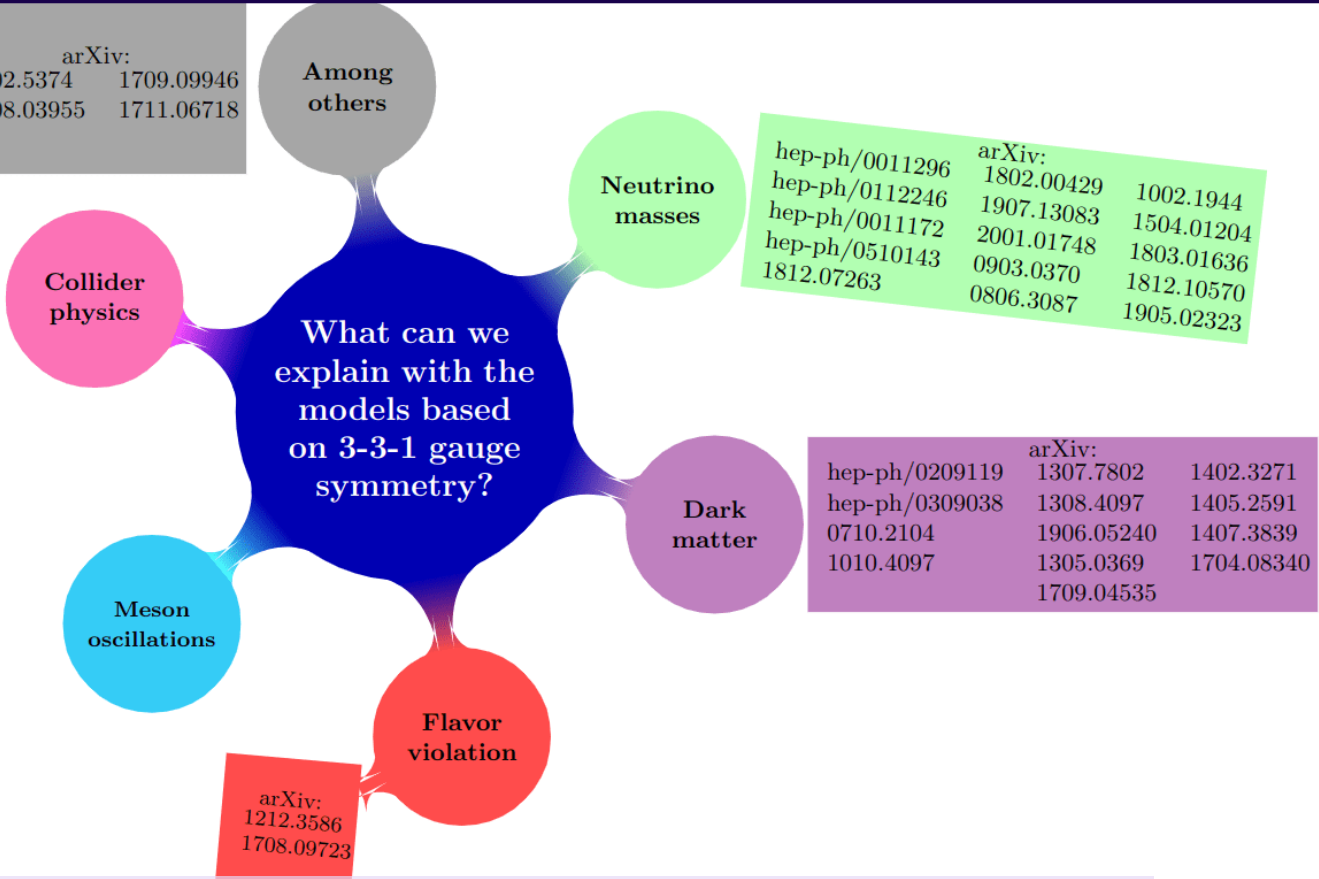 What can we
explain with the
models based
on 3-3-1 gauge
symmetry?
Among
others
arXiv:
02.5374 1709.09946
08.03955 1711.06718
Neutrino
masses
arXiv:
hep-ph/0011296 1802.00429 1002.1944
hep-ph/0112246 1907.13083 1504.01204
hep-ph/0011172 2001.01748 1803.01636
hep-ph/0510143 0903.0370 1812.10570
1812.07263 0806.3087 1905.02323
Dark
matter
arXiv:
hep-ph/0209119 1307.7802 1402.3271
hep-ph/0309038 1308.4097 1405.2591
0710.2104 1906.05240 1407.3839
1010.4097 1305.0369 1704.08340
1709.04535
Flavor
violation
arXiv:
1212.3586
1708.09723
Meson
oscillations
Collider
physics